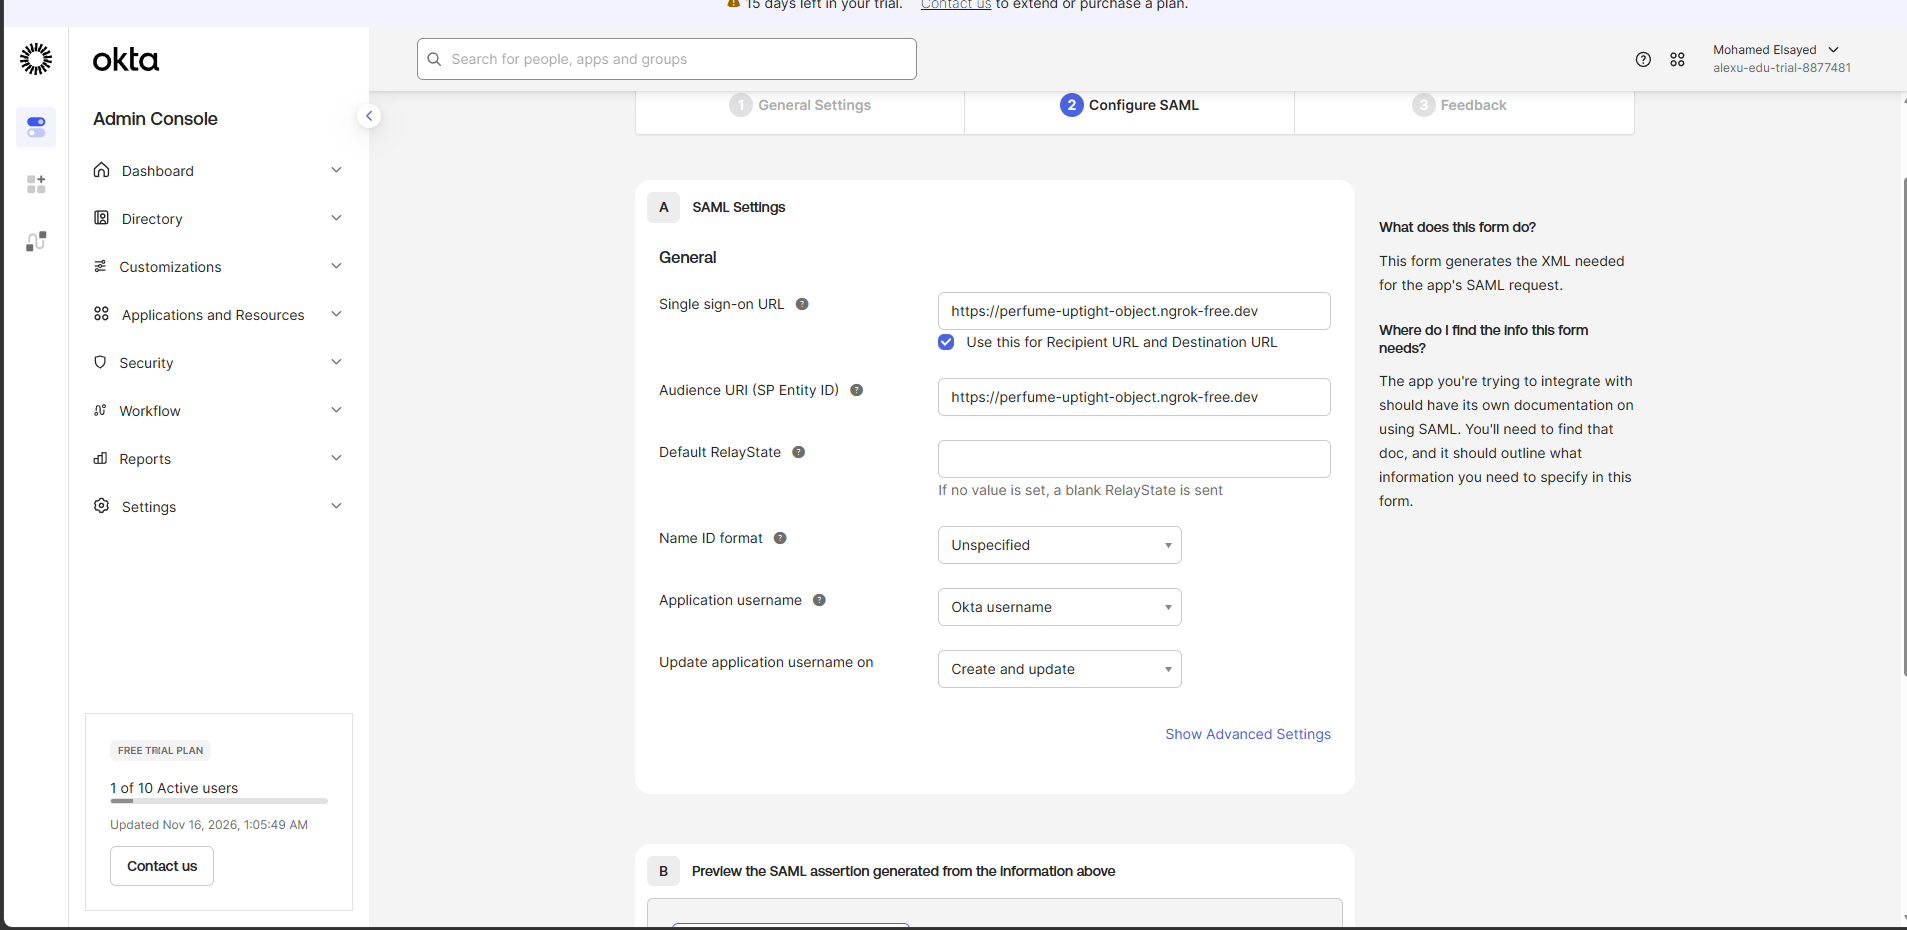 15 days left in your trial. Contact us to extend or purchase a plan.
okta
Search for people, apps and groups
Mohamed Elsayed
alexu-edu-trial-8877481
Admin Console
Dashboard
Directory
Customizations
Applications and Resources
Security
Workflow
Reports
Settings
FREE TRIAL PLAN
1 of 10 Active users
Updated Nov 16, 2026, 1:05:49 AM
Contact us
1 General Settings
2 Configure SAML
3 Feedback
A SAML Settings
General
Single sign-on URL ?
https://perfume-uptight-object.ngrok-free.dev
Use this for Recipient URL and Destination URL
Audience URI (SP Entity ID) ?
https://perfume-uptight-object.ngrok-free.dev
Default RelayState ?
If no value is set, a blank RelayState is sent
Name ID format ?
Unspecified
Application username ?
Okta username
Update application username on
Create and update
Show Advanced Settings
B Preview the SAML assertion generated from the information above
What does this form do?
This form generates the XML needed
for the app's SAML request.
Where do I find the info this form
needs?
The app you're trying to integrate with
should have its own documentation on
using SAML. You'll need to find that
doc, and it should outline what
information you need to specify in this
form.